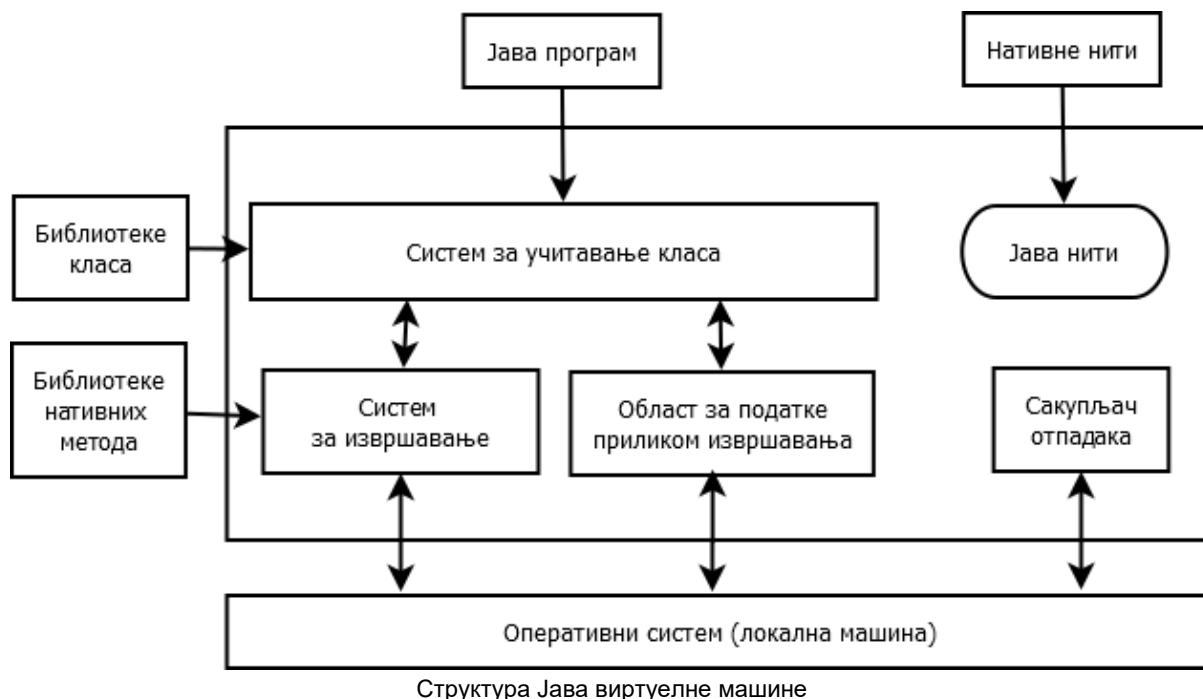 Јава програм
Нативне нити
Библиотеке
класа
Систем за учитавање класа
Јава нити
Библиотеке
нативних
метода
Систем
за извршавање
Област за податке
приликом извршавања
Сакупљач
отпадака
Оперативни систем (локална машина)
Структура Јава виртуелне машине